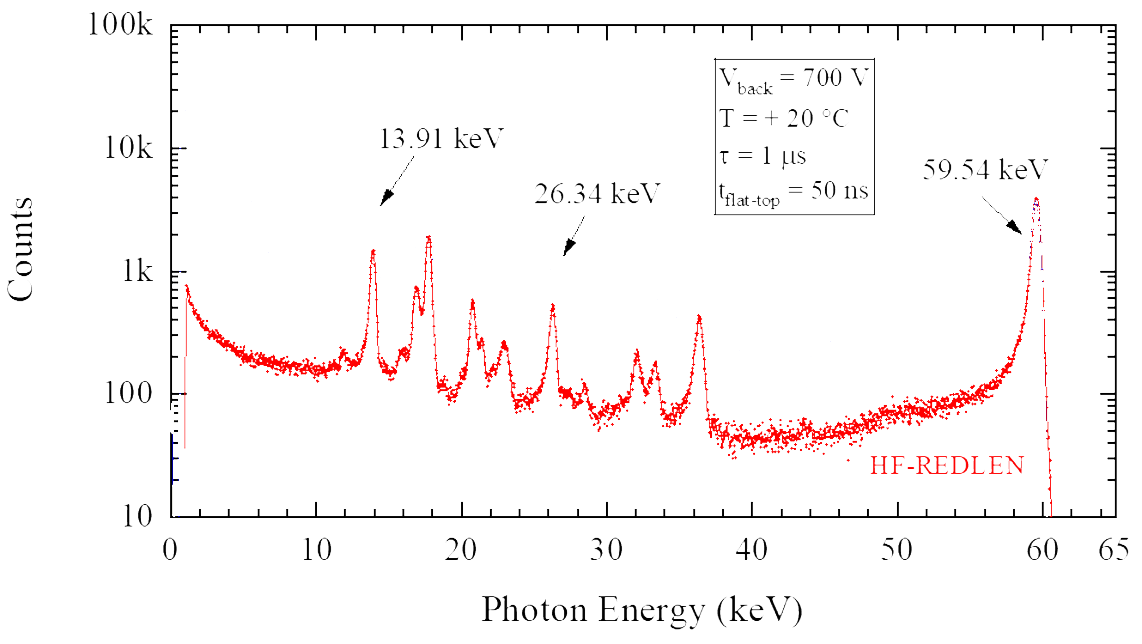 100k
10k
1k
100
10
Counts
13.91 keV
26.34 keV
V_back = 700 V
T = + 20 °C
τ = 1 μs
t_flat-top = 50 ns
59.54 keV
HF-REDLEN
0 10 20 30 40 50 60 65
Photon Energy (keV)